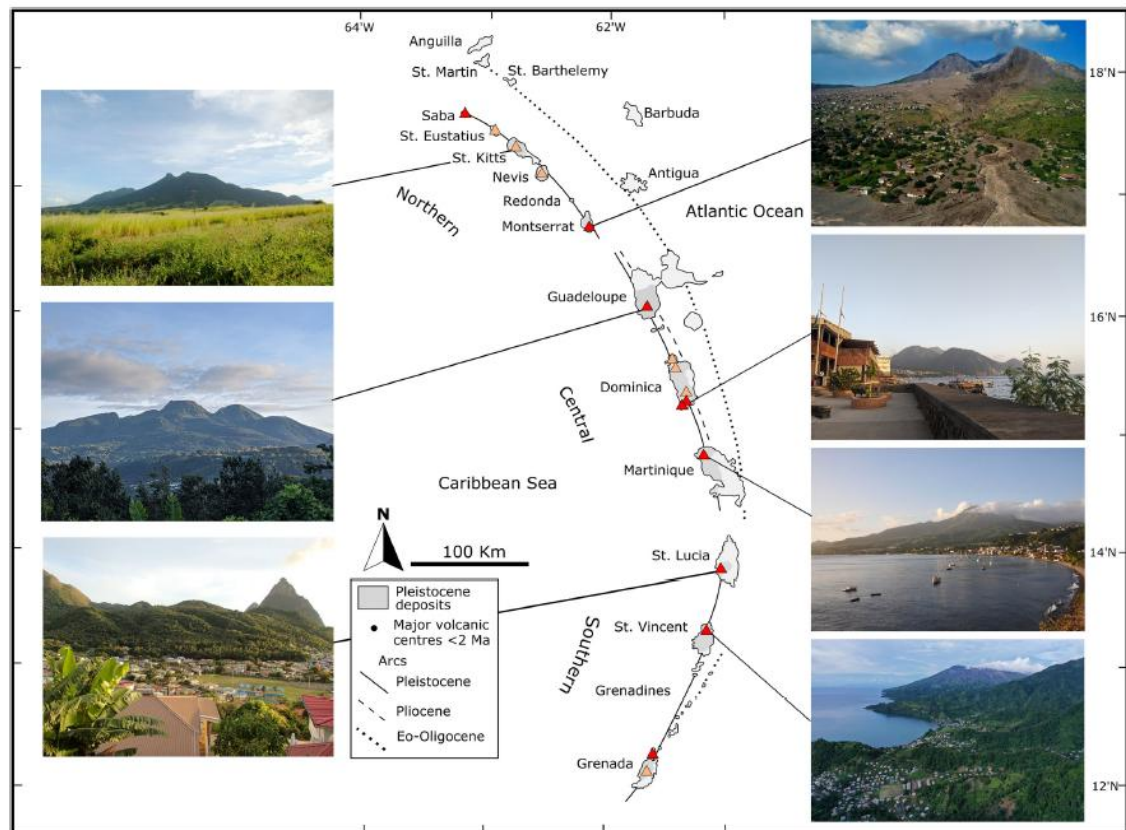 64°W
62°W
Anguilla
St. Martin
St. Barthelemy
18°N
Saba
Barbuda
St. Eustatius
St. Kitts
Nevis
Antigua
Northern
Redonda
Atlantic Ocean
Montserrat
Guadeloupe
16°N
Dominica
Central
Martinique
Caribbean Sea
N
100 Km
St. Lucia
14°N
Pleistocene
deposits
Major volcanic
centres <2 Ma
Arcs
Pleistocene
Pliocene
Eo-Oligocene
St. Vincent
Southern
Grenadines
Grenada
12°N